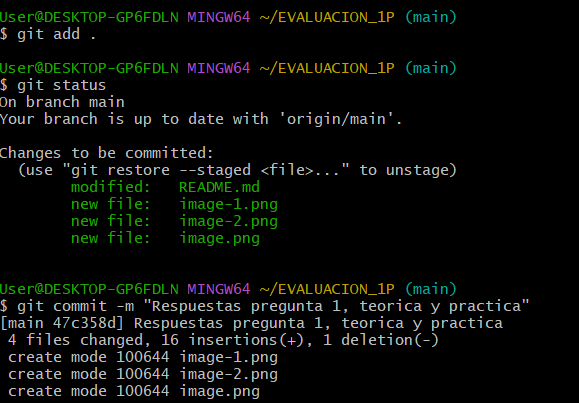 User@DESKTOP-GP6FDLN MINGW64 ~/EVALUACION_1P (main)
$ git add .
User@DESKTOP-GP6FDLN MINGW64 ~/EVALUACION_1P (main)
$ git status
On branch main
Your branch is up to date with 'origin/main'.
Changes to be committed:
  (use "git restore --staged <file>..." to unstage)
        modified:   README.md
        new file:   image-1.png
        new file:   image-2.png
        new file:   image.png
User@DESKTOP-GP6FDLN MINGW64 ~/EVALUACION_1P (main)
$ git commit -m "Respuestas pregunta 1, teorica y practica"
[main 47c358d] Respuestas pregunta 1, teorica y practica
 4 files changed, 16 insertions(+), 1 deletion(-)
 create mode 100644 image-1.png
 create mode 100644 image-2.png
 create mode 100644 image.png